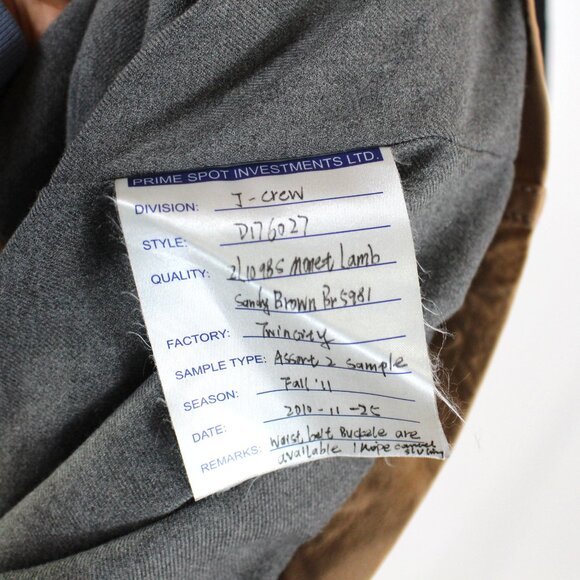 PRIME SPOT INVESTMENTS LTD.
DIVISION: J-crew
STYLE: D176027
QUALITY: 2/10985 Monet Lamb
Sandy Brown Br5981
FACTORY: Twincity
SAMPLE TYPE: Assort 2 sample
SEASON: Fall '11
DATE: 2010-11-25
REMARKS: Waist belt Buckle are
available